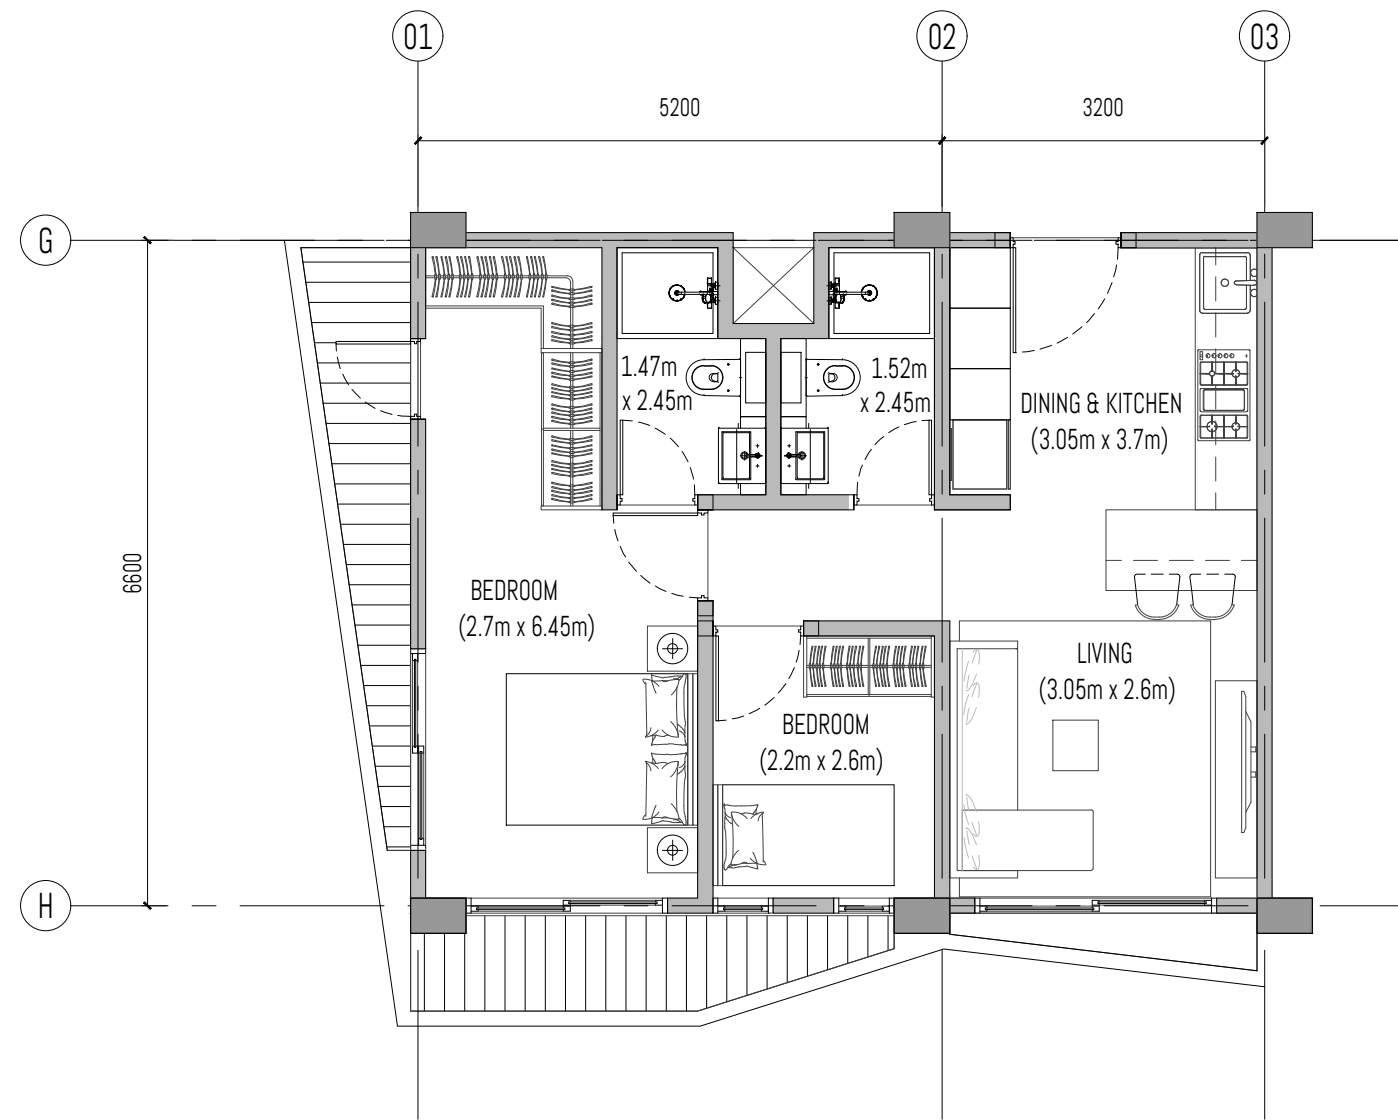 01
02
03
5200
3200
G
1.47m
x 2.45m
1.52m
x 2.45m
DINING & KITCHEN
(3.05m x 3.7m)
6600
BEDROOM
(2.7m x 6.45m)
LIVING
(3.05m x 2.6m)
BEDROOM
(2.2m x 2.6m)
H